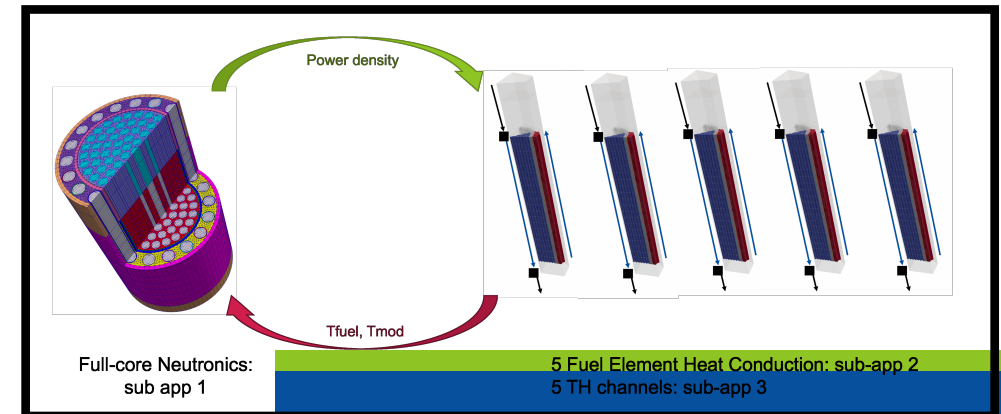 Power density
Tfuel, Tmod
Full-core Neutronics:
sub app 1
5 Fuel Element Heat Conduction: sub-app 2
5 TH channels: sub-app 3